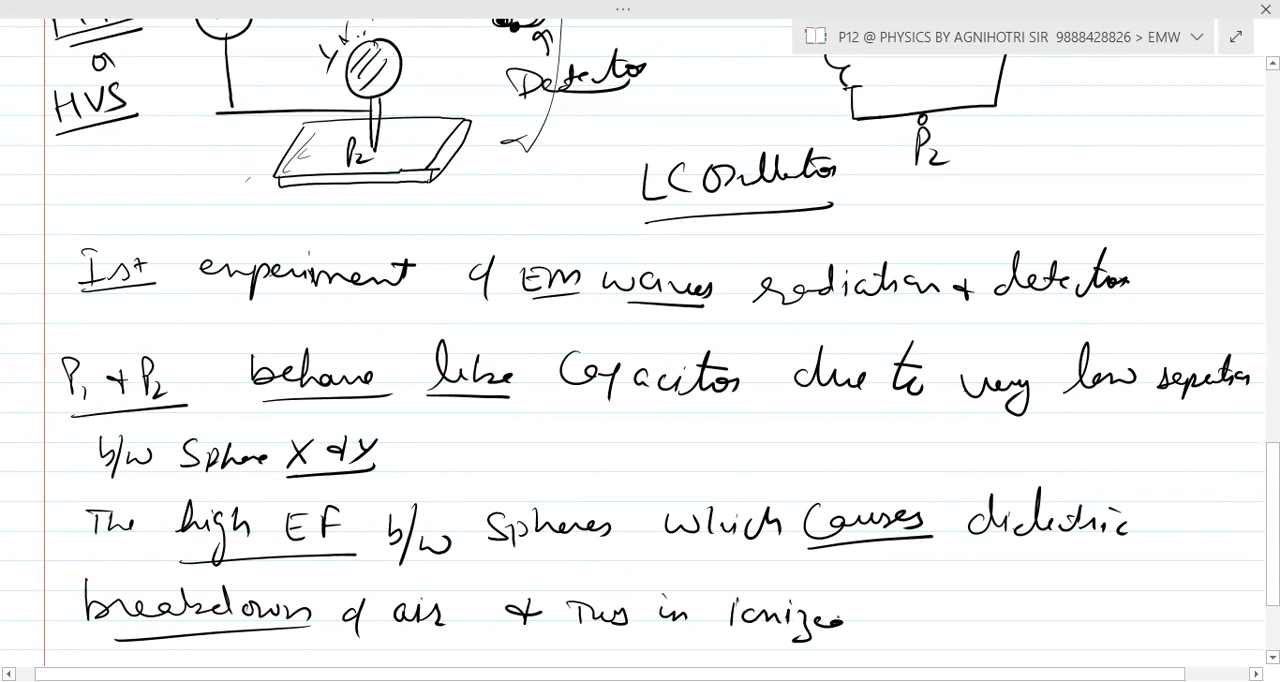 P12 @ PHYSICS BY AGNIHOTRI SIR 9888428826 > EMW
or
HVS
Y
Detector
P2
P2
LC Oscillator
Ist experiment of EM waves radiation & detector
P1 & P2 behave like Capacitor due to very low sepration
b/w Sphere X & Y
The high EF b/w Spheres which causes dielectric
breakdown of air & Thus in Ionize